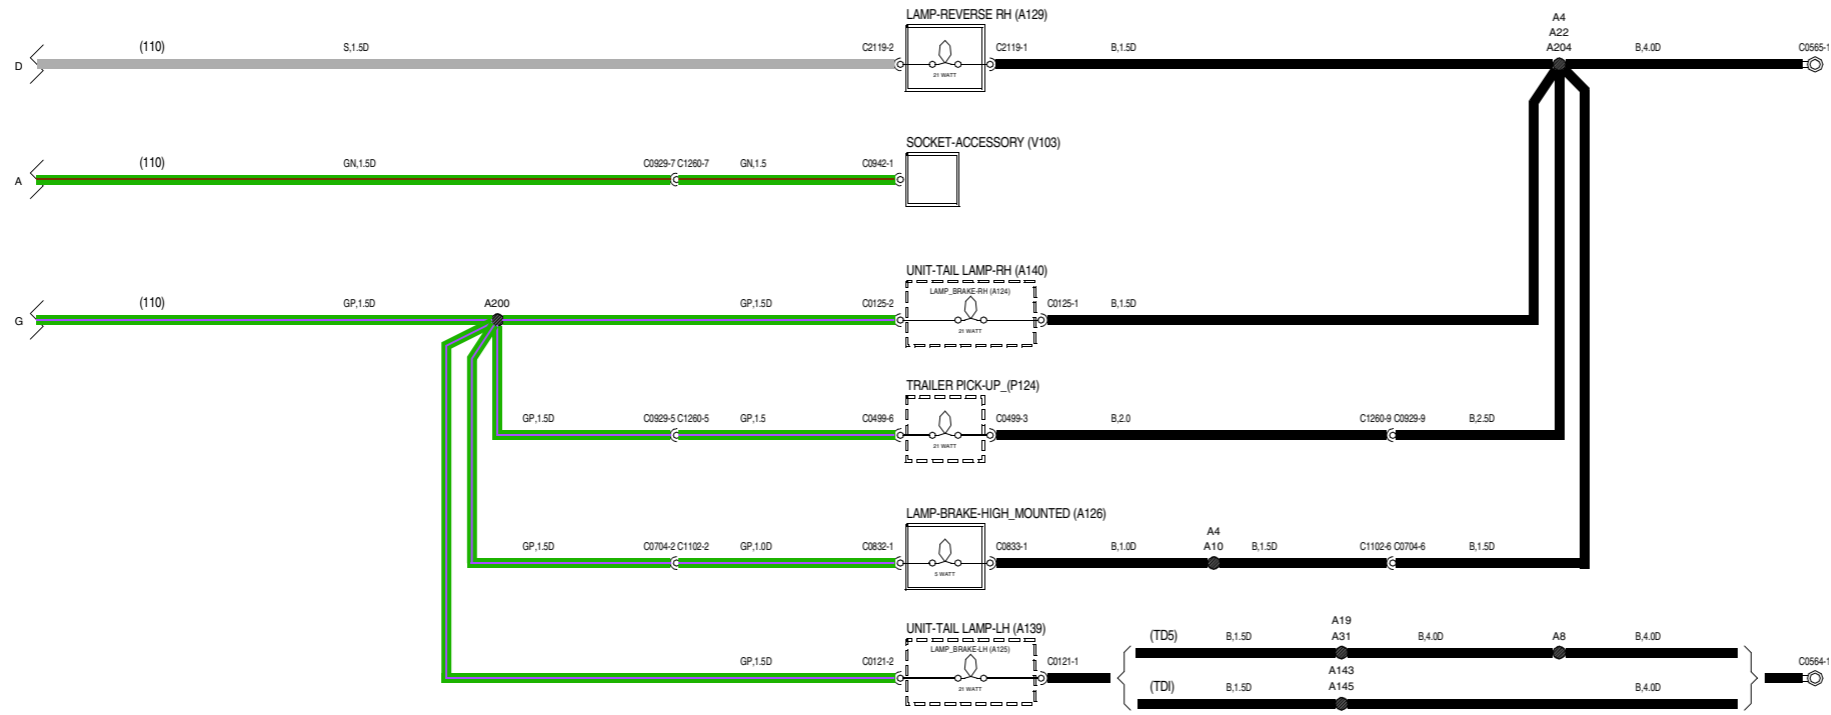 LAMP-REVERSE RH (A129)
A4
A22
(110) S,1.5D C2119-2 C2119-1 B,1.5D A204 B,4.0D C0565-1
D
21 WATT
SOCKET-ACCESSORY (V103)
(110) GN,1.5D C0929-7 C1260-7 GN,1.5 C0942-1
A
UNIT-TAIL LAMP-RH (A140)
LAMP_BRAKE-RH (A124)
(110) GP,1.5D A200 GP,1.5D C0125-2 C0125-1 B,1.5D
G
21 WATT
TRAILER PICK-UP_(P124)
GP,1.5D C0929-5 C1260-5 GP,1.5 C0499-6 C0499-3 B,2.0 C1260-9 C0929-9 B,2.5D
21 WATT
LAMP-BRAKE-HIGH_MOUNTED (A126)
A4
GP,1.5D C0704-2 C1102-2 GP,1.0D C0832-1 C0833-1 B,1.0D A10 B,1.5D C1102-6 C0704-6 B,1.5D
5 WATT
UNIT-TAIL LAMP-LH (A139)
A19
(TD5) B,1.5D A31 B,4.0D A8 B,4.0D
LAMP_BRAKE-LH (A125)
GP,1.5D C0121-2 C0121-1 C0564-1
A143
(TDI) B,1.5D A145 B,4.0D
21 WATT